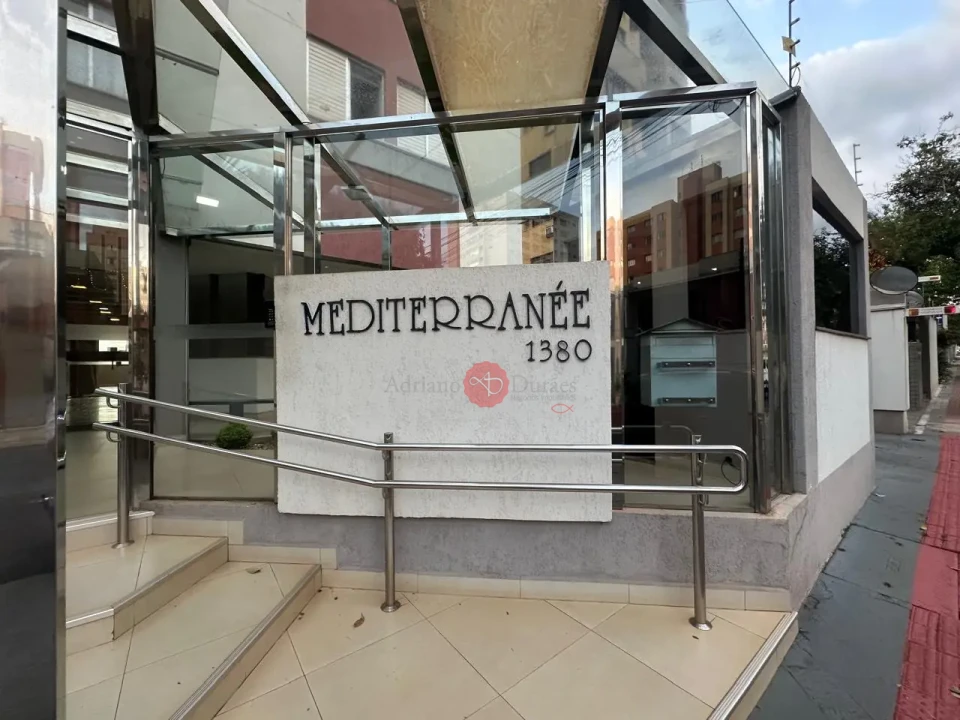 MEDITERRANÉE
1380
Adriano Durães